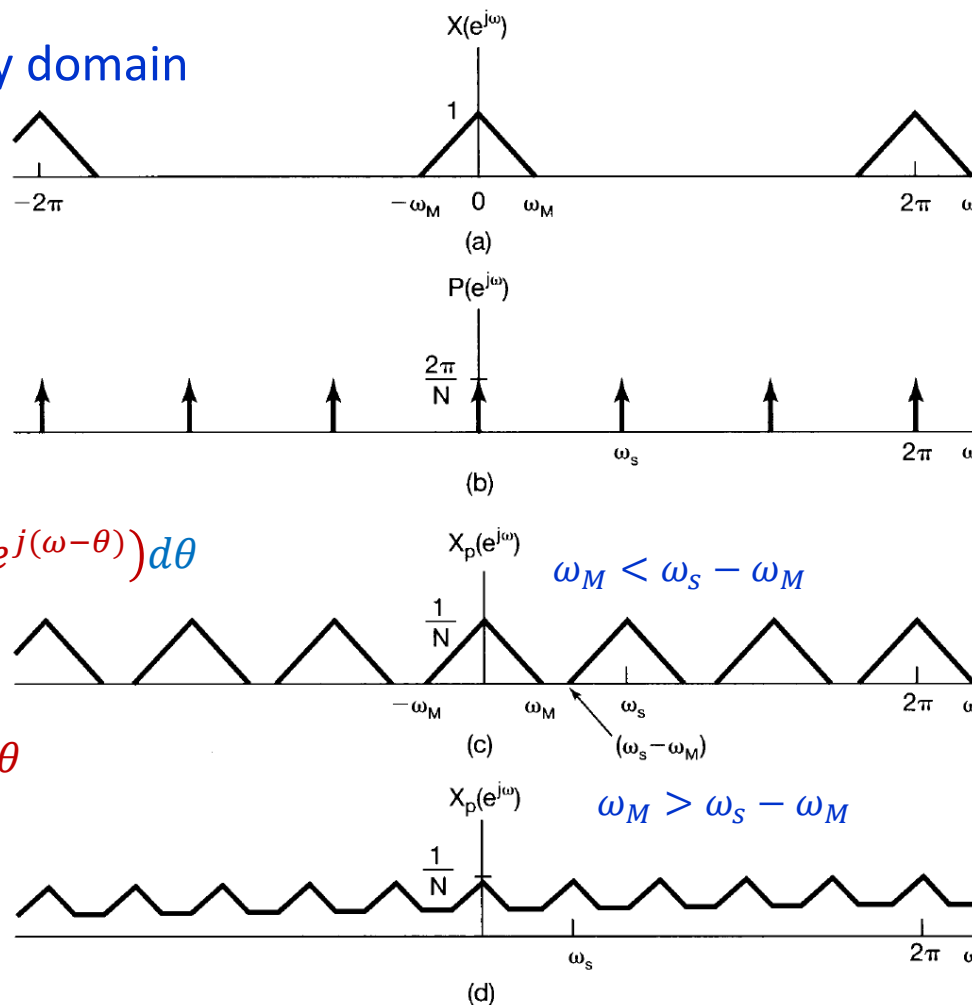 y domain
X(e^{jω})
1
−2π −ω_M 0 ω_M 2π ω
(a)
P(e^{jω})
2π
N
ω_s 2π ω
(b)
e^{j(ω−θ)})dθ
X_p(e^{jω})
ω_M < ω_s − ω_M
1
N
−ω_M ω_M ω_s 2π ω
(c) (ω_s−ω_M)
θ
X_p(e^{jω})
ω_M > ω_s − ω_M
1
N
ω_s 2π ω
(d)